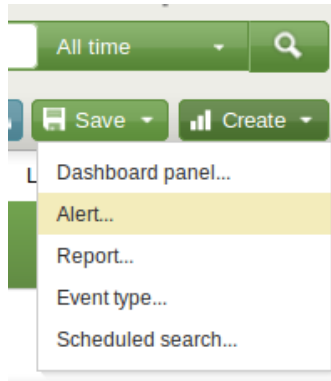 All time
Save
Create
L
Dashboard panel...
Alert...
Report...
Event type...
Scheduled search...